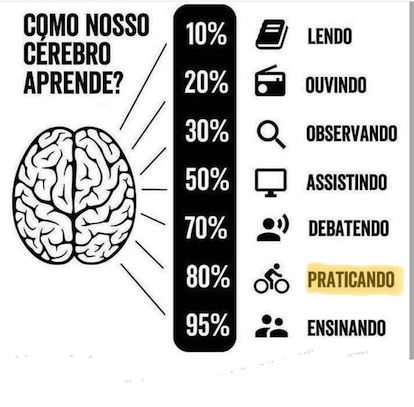 COMO NOSSO
CÉREBRO
APRENDE?
10% LENDO
20% OUVINDO
30% OBSERVANDO
50% ASSISTINDO
70% DEBATENDO
80% PRATICANDO
95% ENSINANDO